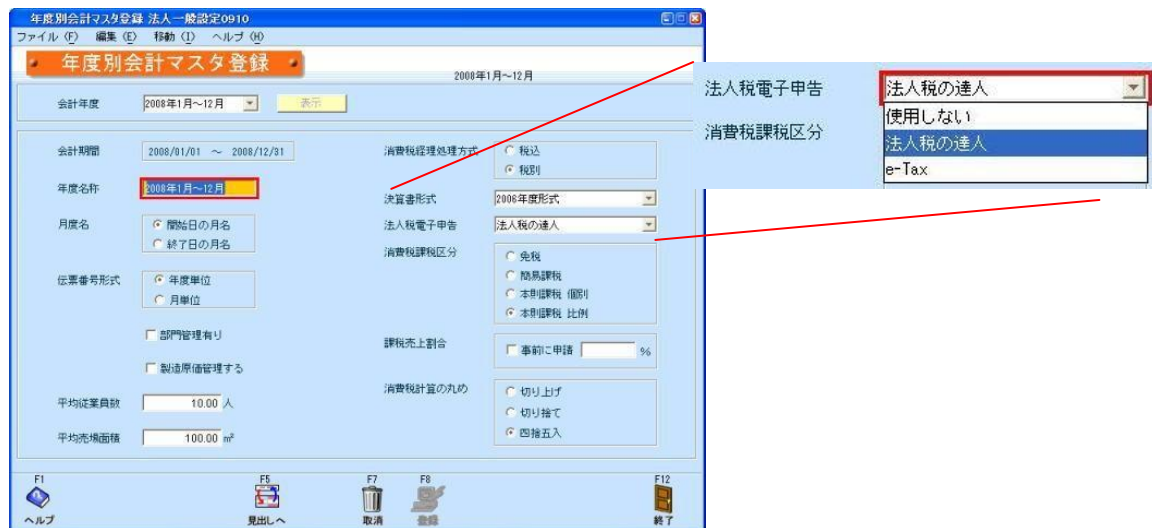 年度別会計マスタ登録 法人一般設定0910
ファイル (F) 編集 (E) 移動 (I) ヘルプ (H)
年度別会計マスタ登録
2008年1月～12月
会計年度 2008年1月～12月 表示
会計期間 2008/01/01 ～ 2008/12/31
年度名称 2008年1月～12月
月度名 開始日の月名
終了日の月名
伝票番号形式 年度単位
月単位
部門管理有り
製造原価管理する
平均従業員数 10.00 人
平均売場面積 100.00 m²
消費税経理処理方式 税込
税別
決算書形式 2006年度形式
法人税電子申告 法人税の達人
消費税課税区分 免税
簡易課税
本則課税 個別
本則課税 比例
課税売上割合 事前に申請 %
消費税計算の丸め 切り上げ
切り捨て
四捨五入
F1 F5 F7 F8 F12
ヘルプ 見出しへ 取消 登録 終了
法人税電子申告 法人税の達人
使用しない
消費税課税区分 法人税の達人
e-Tax